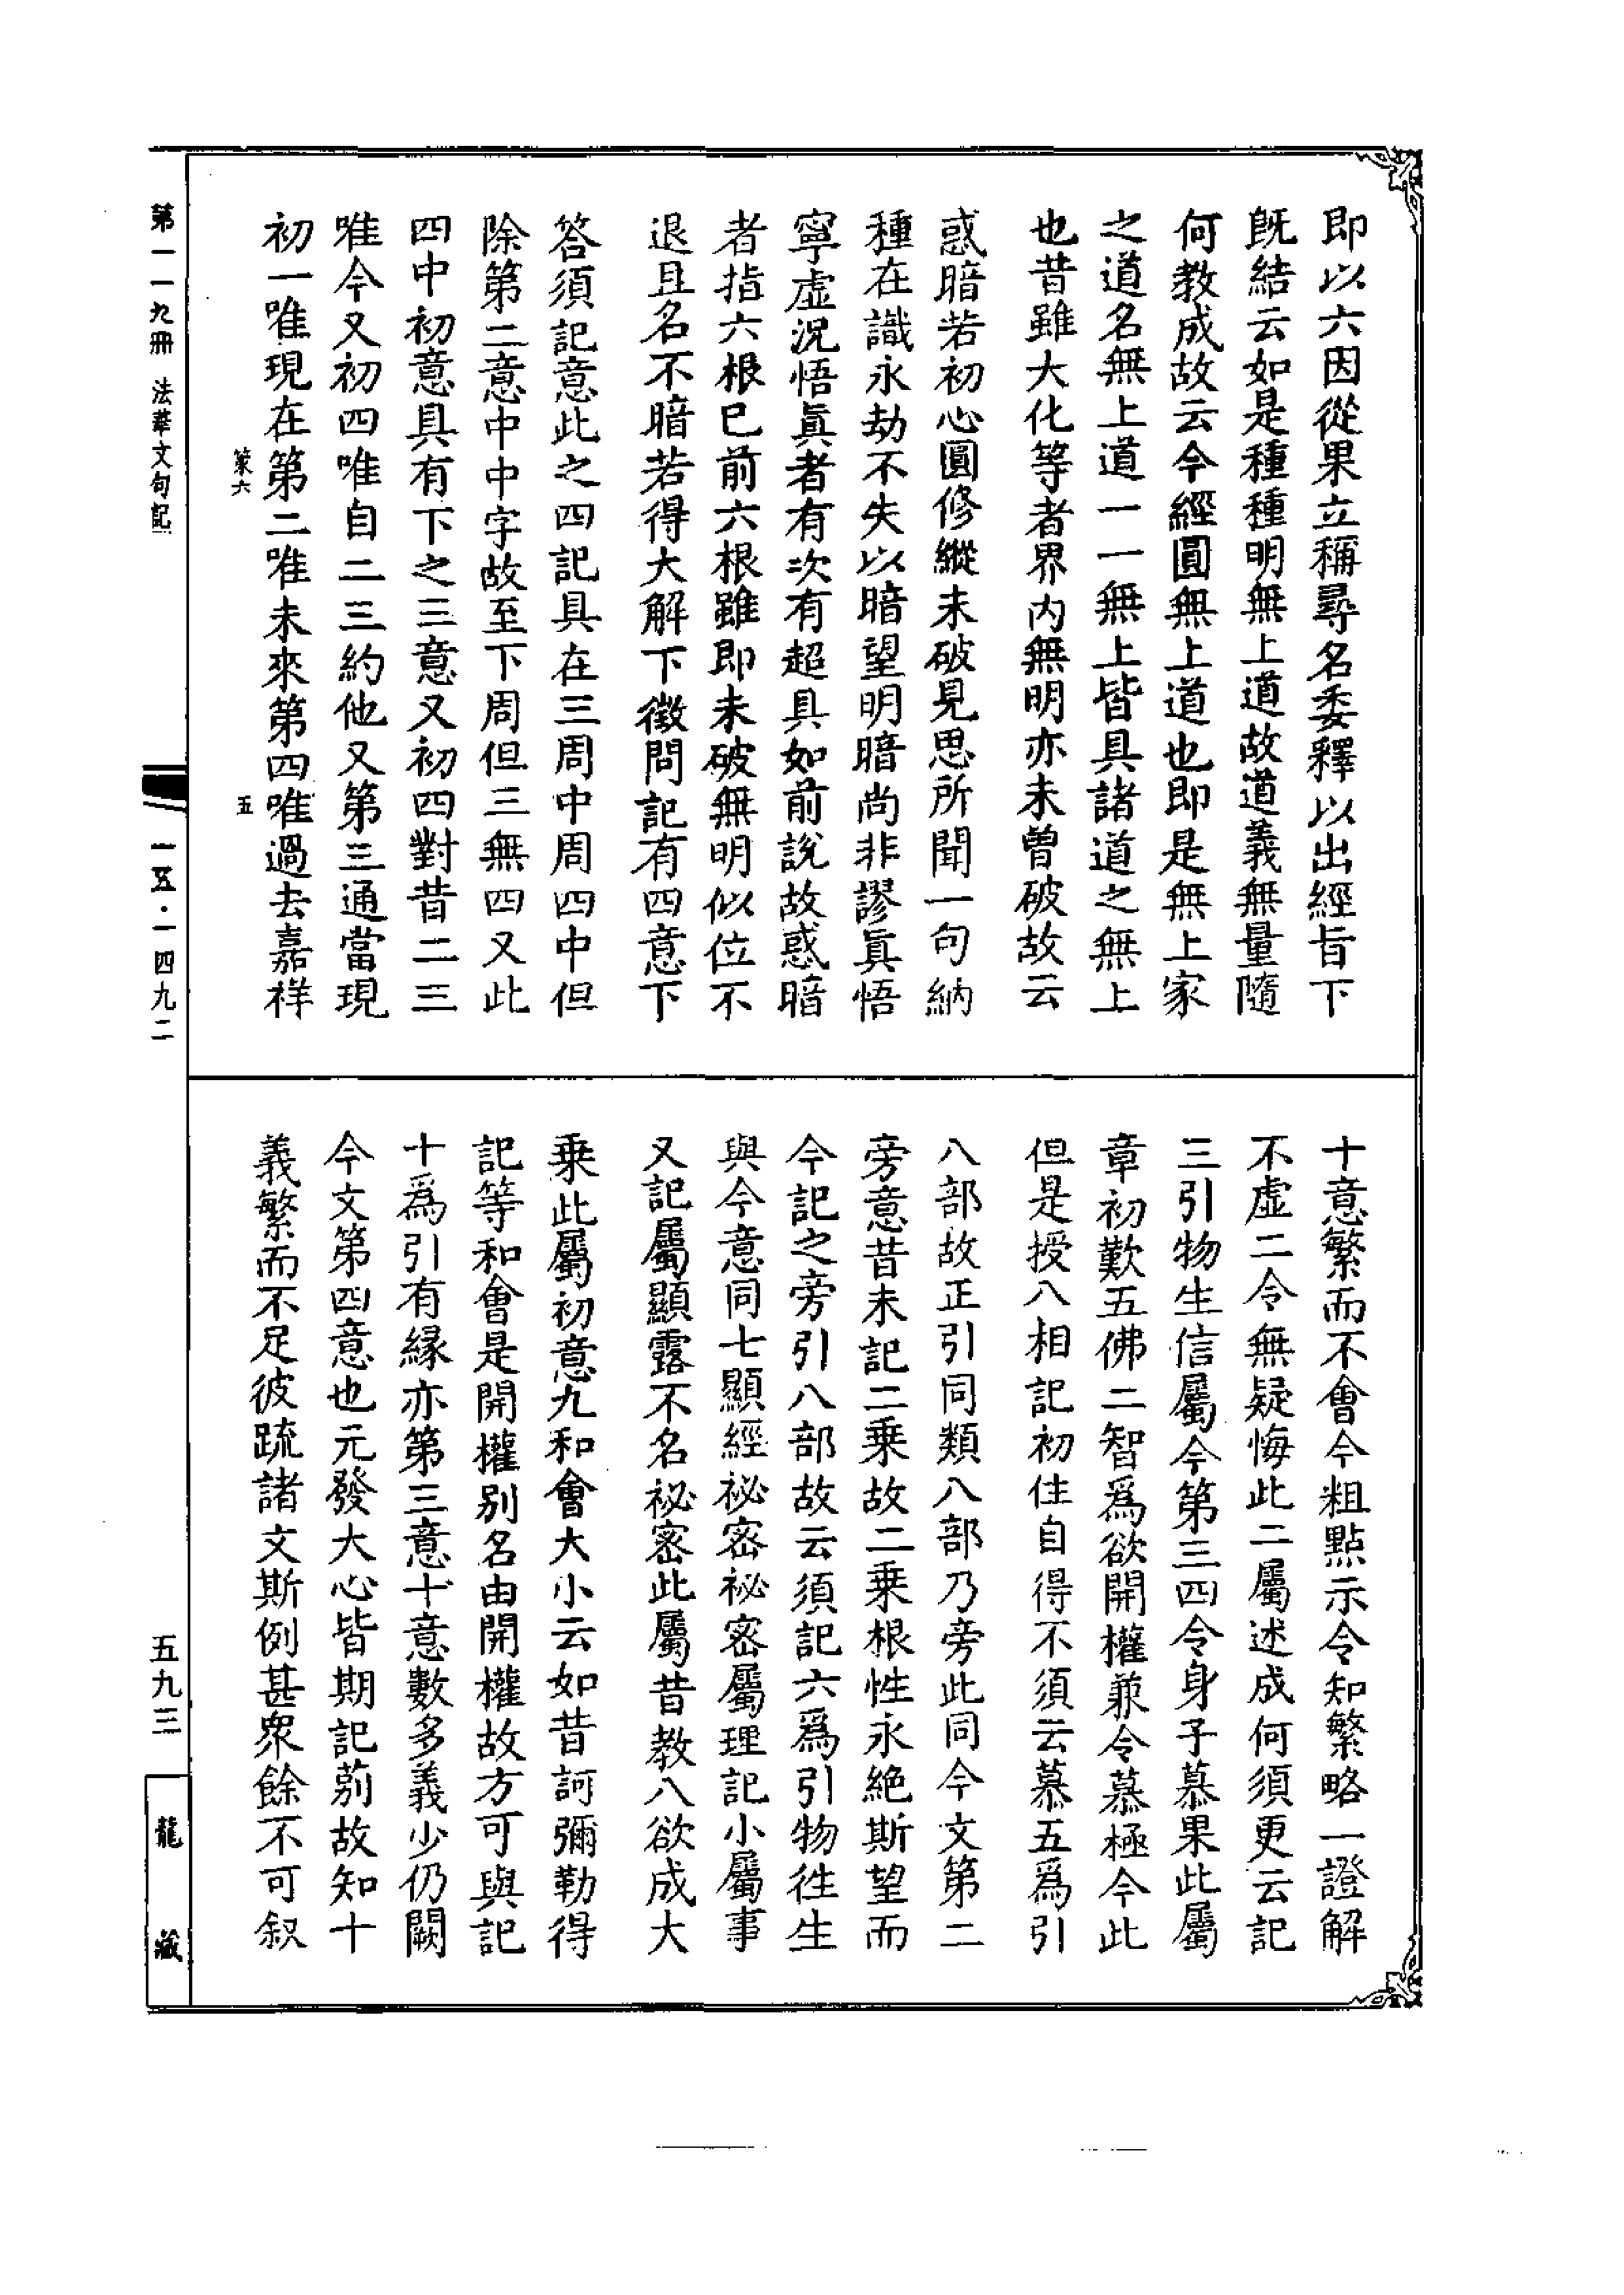 即以六因從果立稱尋名委釋以出經旨下
旣結云如是種種明無上道故道義無量隨
何教成故云今經圓無上道也即是無上家
之道名無上道一一無上皆具諸道之無上
也昔雖大化等者界内無明亦未曾破故云
惑暗若初心圓修縱未破見思所聞一句納
種在識永劫不失以暗望明暗尚非謬眞悟
寧虛況悟眞者有次有超具如前說故惑暗
者指六根已前六根雖即未破無明似位不
退且名不暗若得大解下徵問記有四意下
答須記意此之四記具在三周中周四中但
除第二意中中字故至下周但三無四又此
四中初意具有下之三意又初四對昔二三
唯今又初四唯自二三約他又第三通當現
初一唯現在第二唯未來第四唯過去嘉祥
策六
五
十意繁而不會今粗點示令知繁略一證解
不虛二令無疑悔此二屬述成何須更云記
三引物生信屬今第三四令身子慕果此屬
章初歎五佛二智爲欲開權兼令慕極今此
但是授八相記初住自得不須云慕五爲引
八部故正引同類八部乃旁此同今文第二
旁意昔未記二乗故二乗根性永絶斯望而
今記之旁引八部故云須記六爲引物徃生
與今意同七顯經祕密祕密屬理記小屬事
又記屬顯露不名祕密此屬昔教八欲成大
乗此屬初意九和會大小云如昔訶彌勒得
記等和會是開權别名由開權故方可與記
十爲引有緣亦第三意十意數多義少仍闕
今文第四意也元發大心皆期記莂故知十
義繁而不足彼疏諸文斯例甚衆餘不可叙
第一一九冊 法華文句記
一五·一四九二
五九三
龍藏